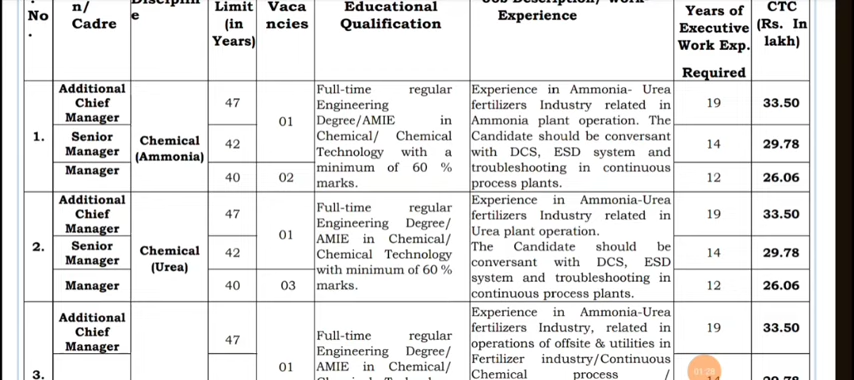 No
.
n/
Cadre
e
Limit
(in
Years)
Vaca
ncies
Educational
Qualification
Experience
Years of
Executive
Work Exp.
Required
CTC
(Rs. In
lakh)
1.
Additional
Chief
Manager
Senior
Manager
Manager
Chemical
(Ammonia)
47
42
40
01
02
Full-time regular
Engineering
Degree/AMIE in
Chemical/ Chemical
Technology with a
minimum of 60 %
marks.
Experience in Ammonia- Urea
fertilizers Industry related in
Ammonia plant operation. The
Candidate should be conversant
with DCS, ESD system and
troubleshooting in continuous
process plants.
19
14
12
33.50
29.78
26.06
2.
Additional
Chief
Manager
Senior
Manager
Manager
Chemical
(Urea)
47
42
40
01
03
Full-time regular
Engineering Degree/
AMIE in Chemical/
Chemical Technology
with minimum of 60 %
marks.
Experience in Ammonia-Urea
fertilizers Industry related in
Urea plant operation.
The Candidate should be
conversant with DCS, ESD
system and troubleshooting in
continuous process plants.
19
14
12
33.50
29.78
26.06
3.
Additional
Chief
Manager
47
01
Full-time regular
Engineering Degree/
AMIE in Chemical/
Experience in Ammonia-Urea
fertilizers Industry, related in
operations of offsite & utilities in
Fertilizer industry/Continuous
Chemical process /
19
33.50
01:28